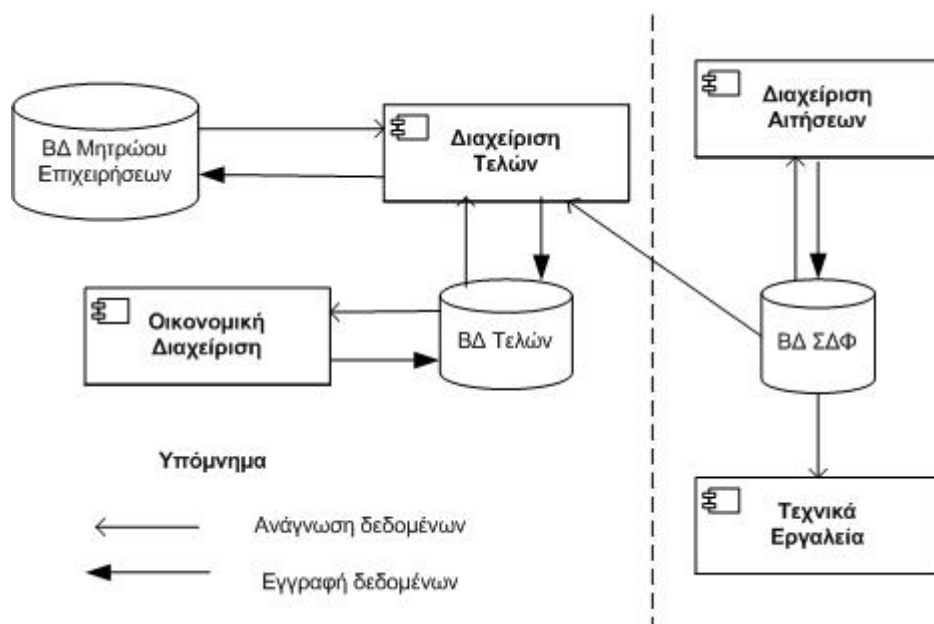 ΒΔ Μητρώου
Επιχειρήσεων
Διαχείριση
Τελών
Διαχείριση
Αιτήσεων
Οικονομική
Διαχείριση
ΒΔ Τελών
ΒΔ ΣΔΦ
Υπόμνημα
Ανάγνωση δεδομένων
Εγγραφή δεδομένων
Τεχνικά
Εργαλεία